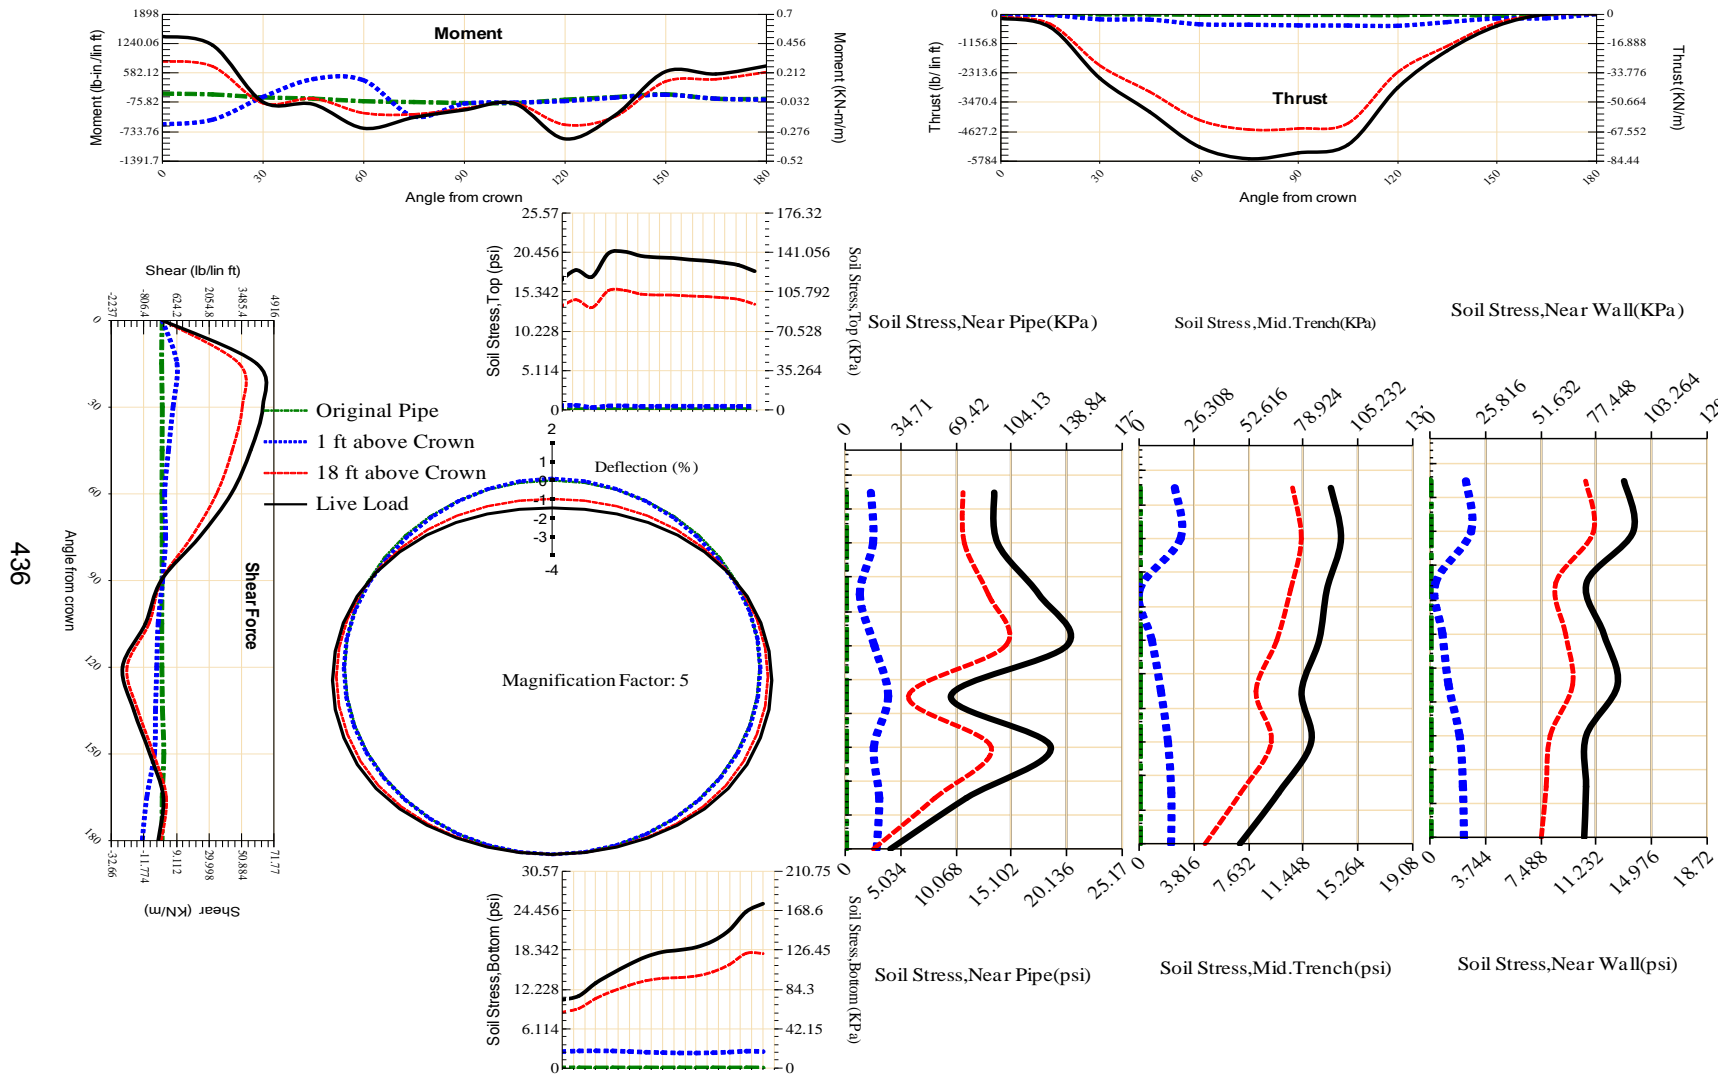 Moment
Moment (lb-in./lin ft)
1898
1240.06
582.12
-75.82
-733.76
-1391.7
0.7
0.456
0.212
-0.032
-0.276
-0.52
Moment (KN-m/m)
0 30 60 90 120 150 180
Angle from crown
Thrust
Thrust (lb/ lin ft)
0
-1156.8
-2313.6
-3470.4
-4627.2
-5784
0
-16.888
-33.776
-50.664
-67.552
-84.44
Thrust (KN/m)
0 30 60 90 120 150 180
Angle from crown
Soil Stress,Top (psi)
25.57
20.456
15.342
10.228
5.114
0
176.32
141.056
105.792
70.528
35.264
0
Soil Stress,Top (KPa)
Shear (lb/lin ft)
-2237 -806.4 624.2 2054.8 3485.4 4916
0
30
60
90
120
150
180
Angle from crown
Shear Force
-32.66 -11.774 9.112 29.998 50.884 71.77
Shear (KN/m)
Original Pipe
1 ft above Crown
18 ft above Crown
Live Load
436
2
1
0
-1
-2
-3
-4
Deflection (%)
Magnification Factor: 5
Soil Stress,Bottom (psi)
30.57
24.456
18.342
12.228
6.114
0
210.75
168.6
126.45
84.3
42.15
0
Soil Stress,Bottom (KPa)
Soil Stress,Near Pipe(KPa)
0 34.71 69.42 104.13 138.84
0 5.034 10.068 15.102 20.136 25.17
Soil Stress,Near Pipe(psi)
Soil Stress,Mid.Trench(KPa)
0 26.308 52.616 78.924 105.232
0 3.816 7.632 11.448 15.264 19.08
Soil Stress,Mid.Trench(psi)
Soil Stress,Near Wall(KPa)
0 25.816 51.632 77.448 103.264
0 3.744 7.488 11.232 14.976 18.72
Soil Stress,Near Wall(psi)